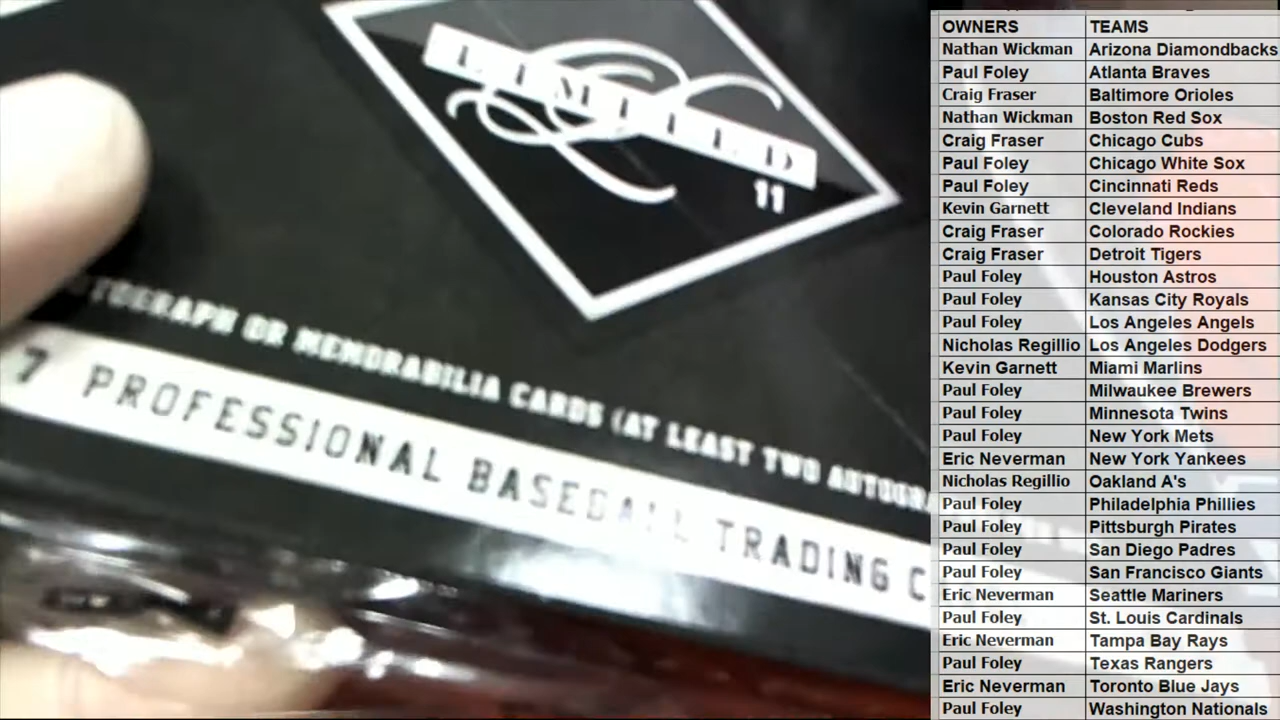 LIMITED
11
AUTOGRAPH OR MEMORABILIA CARDS (AT LEAST TWO
7 PROFESSIONAL BASEBALL TRADING
OWNERS TEAMS
Nathan Wickman Arizona Diamondbacks
Paul Foley Atlanta Braves
Craig Fraser Baltimore Orioles
Nathan Wickman Boston Red Sox
Craig Fraser Chicago Cubs
Paul Foley Chicago White Sox
Paul Foley Cincinnati Reds
Kevin Garnett Cleveland Indians
Craig Fraser Colorado Rockies
Craig Fraser Detroit Tigers
Paul Foley Houston Astros
Paul Foley Kansas City Royals
Paul Foley Los Angeles Angels
Nicholas Regillio Los Angeles Dodgers
Kevin Garnett Miami Marlins
Paul Foley Milwaukee Brewers
Paul Foley Minnesota Twins
Paul Foley New York Mets
Eric Neverman New York Yankees
Nicholas Regillio Oakland A's
Paul Foley Philadelphia Phillies
Paul Foley Pittsburgh Pirates
Paul Foley San Diego Padres
Paul Foley San Francisco Giants
Eric Neverman Seattle Mariners
Paul Foley St. Louis Cardinals
Eric Neverman Tampa Bay Rays
Paul Foley Texas Rangers
Eric Neverman Toronto Blue Jays
Paul Foley Washington Nationals